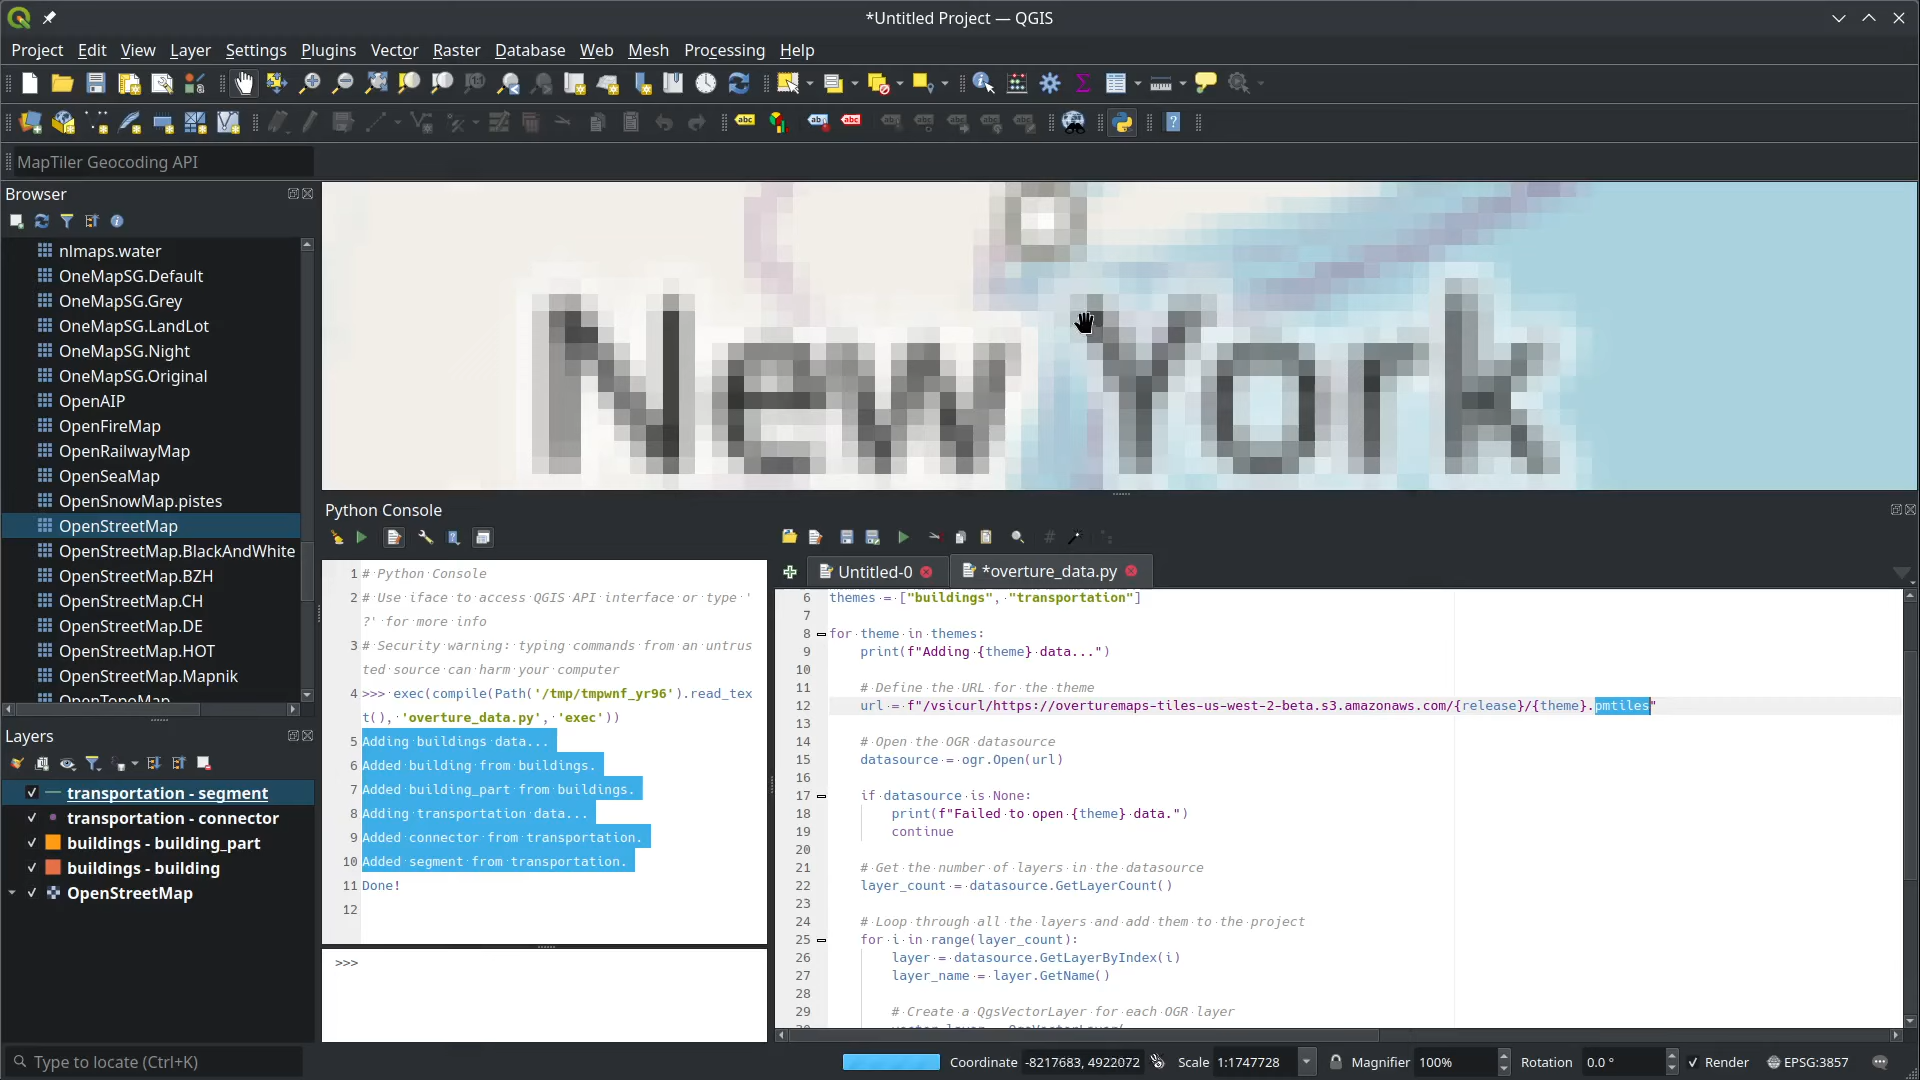 *Untitled Project — QGIS
Project Edit View Layer Settings Plugins Vector Raster Database Web Mesh Processing Help
MapTiler Geocoding API
Browser
nlmaps.water
OneMapSG.Default
OneMapSG.Grey
OneMapSG.LandLot
OneMapSG.Night
OneMapSG.Original
OpenAIP
OpenFireMap
OpenRailwayMap
OpenSeaMap
OpenSnowMap.pistes
OpenStreetMap
OpenStreetMap.BlackAndWhite
OpenStreetMap.BZH
OpenStreetMap.CH
OpenStreetMap.DE
OpenStreetMap.HOT
OpenStreetMap.Mapnik
OpenTopoMap
Layers
transportation - segment
transportation - connector
buildings - building_part
buildings - building
OpenStreetMap
New York
Python Console
1 # Python Console
2 # Use iface to access QGIS API interface or type '
?' for more info
3 # Security warning: typing commands from an untrus
ted source can harm your computer
4 >>> exec(compile(Path('/tmp/tmpwnf_yr96').read_tex
t(), 'overture_data.py', 'exec'))
5 Adding buildings data...
6 Added building from buildings.
7 Added building_part from buildings.
8 Adding transportation data...
9 Added connector from transportation.
10 Added segment from transportation.
11 Done!
12
>>>
Untitled-0 *overture_data.py
6 themes = ["buildings", "transportation"]
7
8 for theme in themes:
9 print(f"Adding {theme} data...")
10
11 # Define the URL for the theme
12 url = f"/vsicurl/https://overturemaps-tiles-us-west-2-beta.s3.amazonaws.com/{release}/{theme}.pmtiles"
13
14 # Open the OGR datasource
15 datasource = ogr.Open(url)
16
17 if datasource is None:
18 print(f"Failed to open {theme} data.")
19 continue
20
21 # Get the number of layers in the datasource
22 layer_count = datasource.GetLayerCount()
23
24 # Loop through all the layers and add them to the project
25 for i in range(layer_count):
26 layer = datasource.GetLayerByIndex(i)
27 layer_name = layer.GetName()
28
29 # Create a QgsVectorLayer for each OGR layer
Type to locate (Ctrl+K)
Coordinate -8217683, 4922072 Scale 1:1747728 Magnifier 100% Rotation 0.0 ° Render EPSG:3857